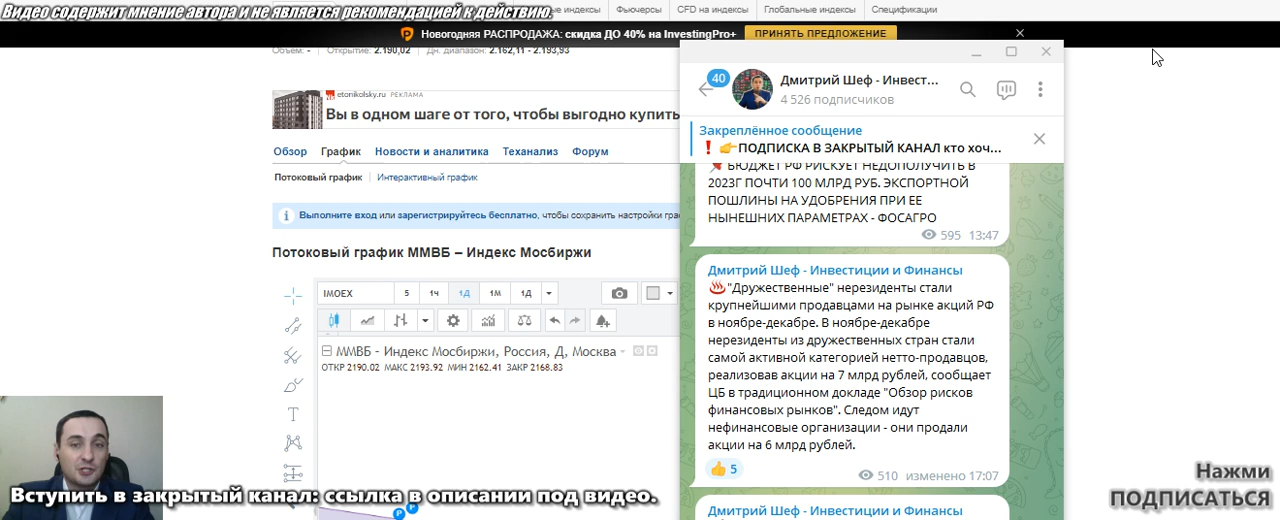 Видео содержит мнение автора и не является рекомендацией к действию.
индексы
Фьючерсы
CFD на индексы
Глобальные индексы
Спецификации
Новогодняя РАСПРОДАЖА: скидка ДО 40% на InvestingPro+
ПРИНЯТЬ ПРЕДЛОЖЕНИЕ
Объём: -
Открытие: 2.190,02
Дн. диапазон: 2.162,11 - 2.193,93
etonikolsky.ru РЕКЛАМА
Вы в одном шаге от того, чтобы выгодно купить
Обзор
График
Новости и аналитика
Теханализ
Форум
Потоковый график
Интерактивный график
Выполните вход или зарегистрируйтесь бесплатно, чтобы сохранить настройки
Потоковый график ММВБ – Индекс Мосбиржи
IMOEX
5
1ч
1Д
1М
1Д
ММВБ - Индекс Мосбиржи, Россия, Д, Москва
ОТКР 2190.02 МАКС 2193.92 МИН 2162.41 ЗАКР 2168.83
P
P
T
40
Дмитрий Шеф - Инвест...
4 526 подписчиков
Закреплённое сообщение
❗👉ПОДПИСКА В ЗАКРЫТЫЙ КАНАЛ кто хоч...
📌 БЮДЖЕТ РФ РИСКУЕТ НЕДОПОЛУЧИТЬ В
2023Г ПОЧТИ 100 МЛРД РУБ. ЭКСПОРТНОЙ
ПОШЛИНЫ НА УДОБРЕНИЯ ПРИ ЕЕ
НЫНЕШНИХ ПАРАМЕТРАХ - ФОСАГРО
595 13:47
Дмитрий Шеф - Инвестиции и Финансы
♨"Дружественные" нерезиденты стали
крупнейшими продавцами на рынке акций РФ
в ноябре-декабре. В ноябре-декабре
нерезиденты из дружественных стран стали
самой активной категорией нетто-продавцов,
реализовав акции на 7 млрд рублей, сообщает
ЦБ в традиционном докладе "Обзор рисков
финансовых рынков". Следом идут
нефинансовые организации - они продали
акции на 6 млрд рублей.
👍 5
510 изменено 17:07
Дмитрий Шеф - Инвестиции и Финансы
Вступить в закрытый канал: ссылка в описании под видео.
Нажми
ПОДПИСАТЬСЯ